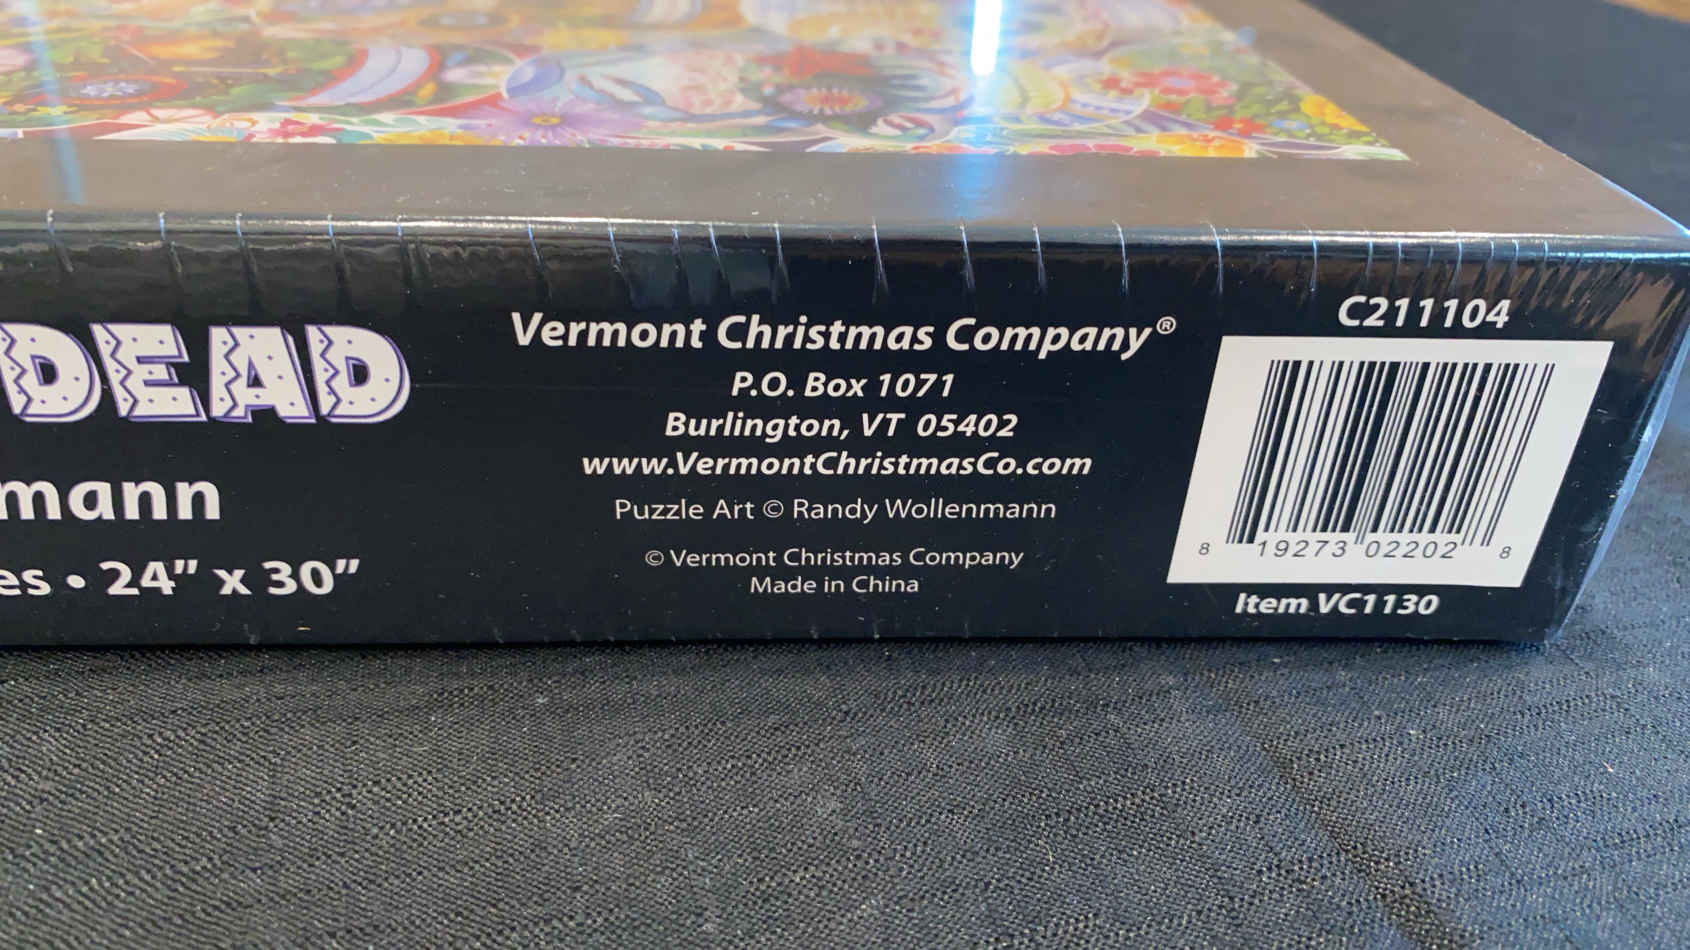 DEAD
mann
es • 24” x 30”
Vermont Christmas Company®
P.O. Box 1071
Burlington, VT 05402
www.VermontChristmasCo.com
Puzzle Art © Randy Wollenmann
© Vermont Christmas Company
Made in China
C211104
8 19273 02202 8
Item VC1130